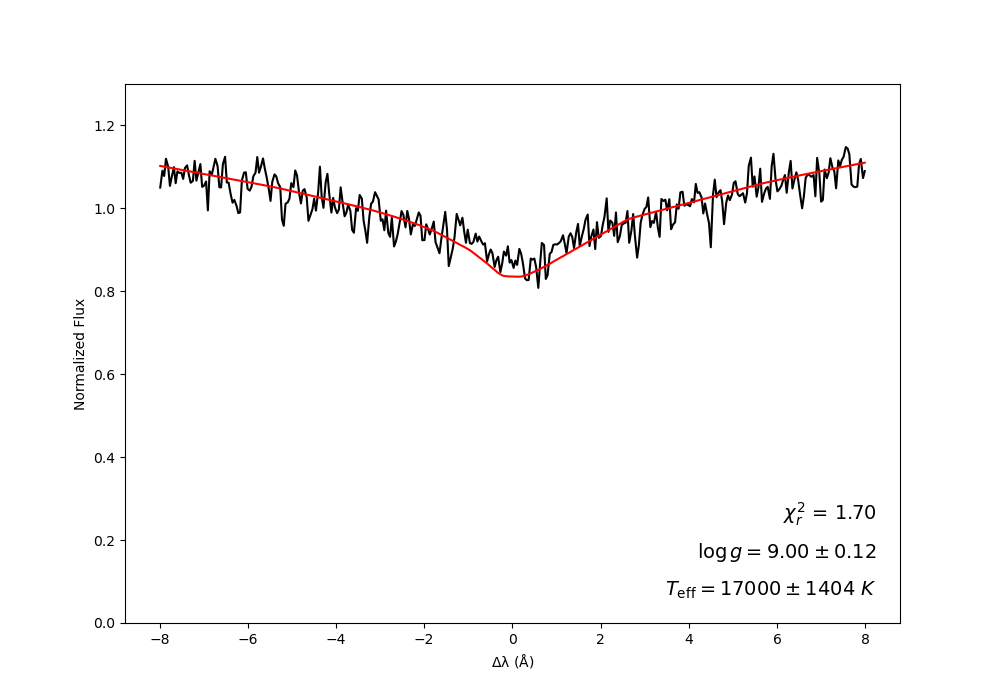 1.2
1.0
0.8
0.6
0.4
0.2
0.0
Normalized Flux
χ²ᵣ = 1.70
log g = 9.00 ± 0.12
T_eff = 17000 ± 1404 K
−8 −6 −4 −2 0 2 4 6 8
Δλ (Å)